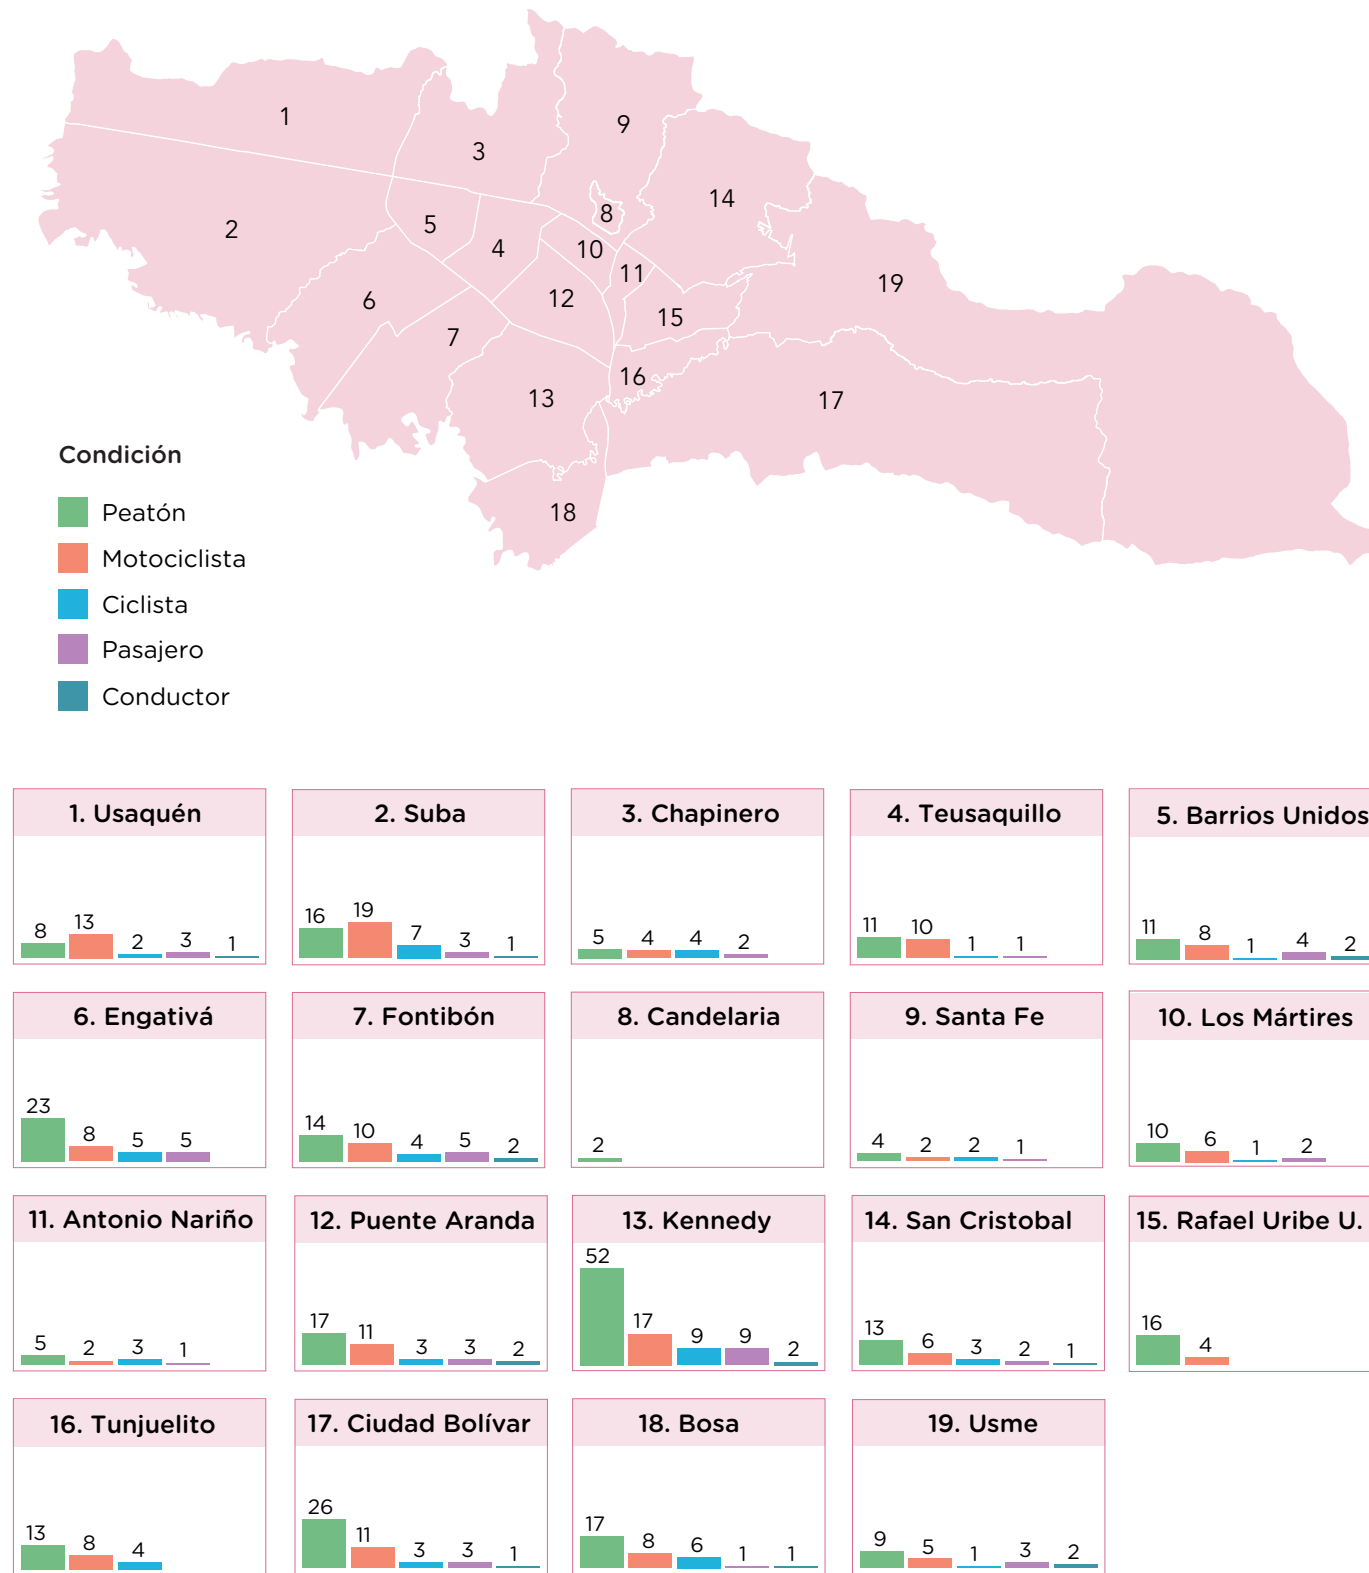 1
3
9
14
2
5
4
8
10
11
19
6
12
15
7
16
13
17
18
Condición
Peatón
Motociclista
Ciclista
Pasajero
Conductor
1. Usaquén
8 13 2 3 1
2. Suba
16 19 7 3 1
3. Chapinero
5 4 4 2
4. Teusaquillo
11 10 1 1
5. Barrios Unidos
11 8 1 4 2
6. Engativá
23 8 5 5
7. Fontibón
14 10 4 5 2
8. Candelaria
2
9. Santa Fe
4 2 2 1
10. Los Mártires
10 6 1 2
11. Antonio Nariño
5 2 3 1
12. Puente Aranda
17 11 3 3 2
13. Kennedy
52 17 9 9 2
14. San Cristobal
13 6 3 2 1
15. Rafael Uribe U.
16 4
16. Tunjuelito
13 8 4
17. Ciudad Bolívar
26 11 3 3 1
18. Bosa
17 8 6 1 1
19. Usme
9 5 1 3 2